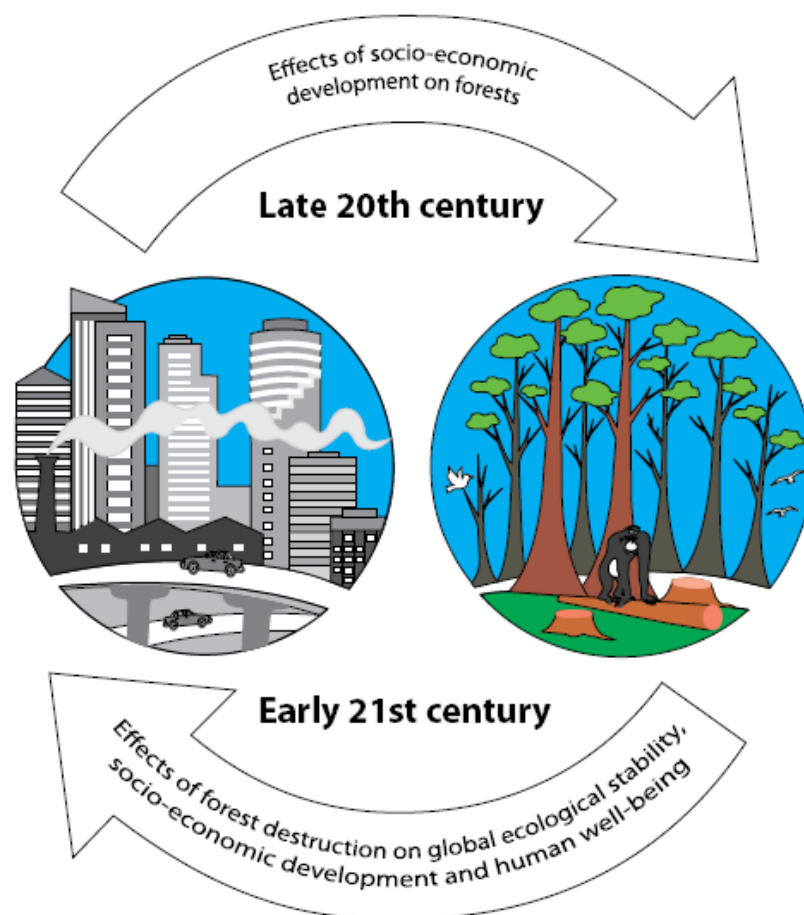 Effects of socio-economic
development on forests
Late 20th century
Early 21st century
Effects of forest destruction on global ecological stability,
socio-economic development and human well-being